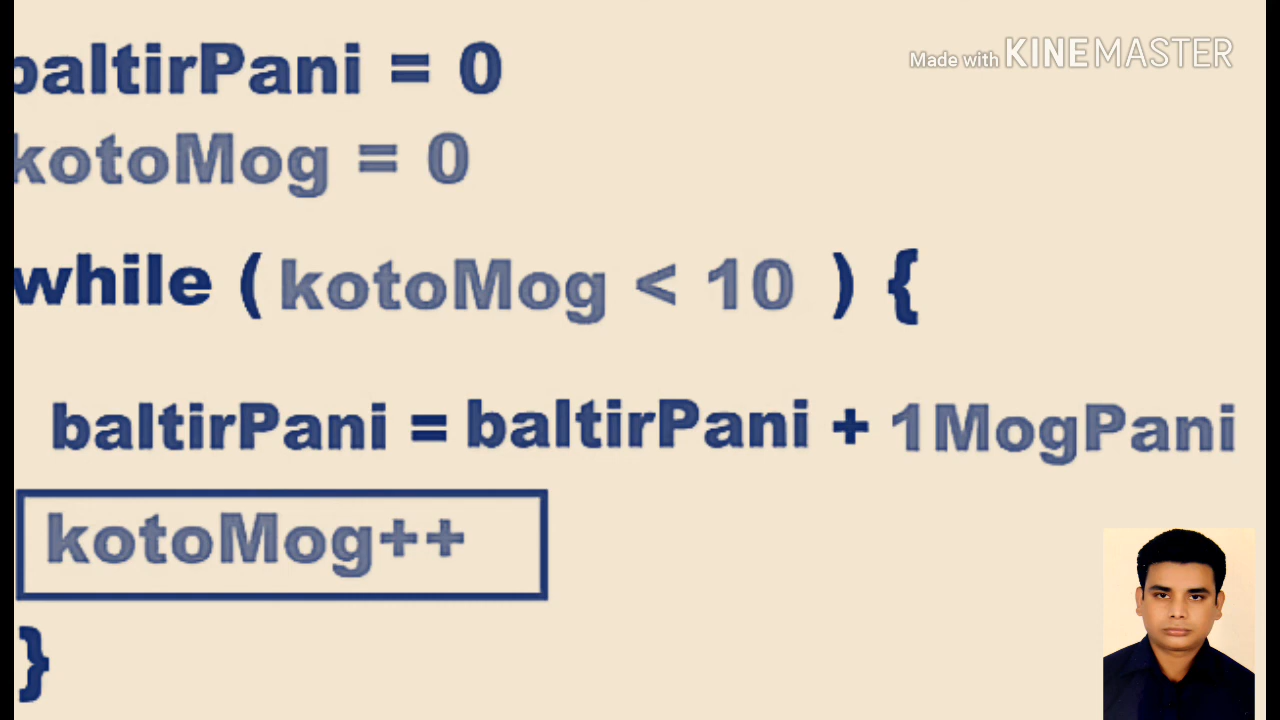 baltirPani = 0
Made with KINEMASTER
kotoMog = 0
while ( kotoMog < 10 ) {
baltirPani = baltirPani + 1MogPani
kotoMog++
}